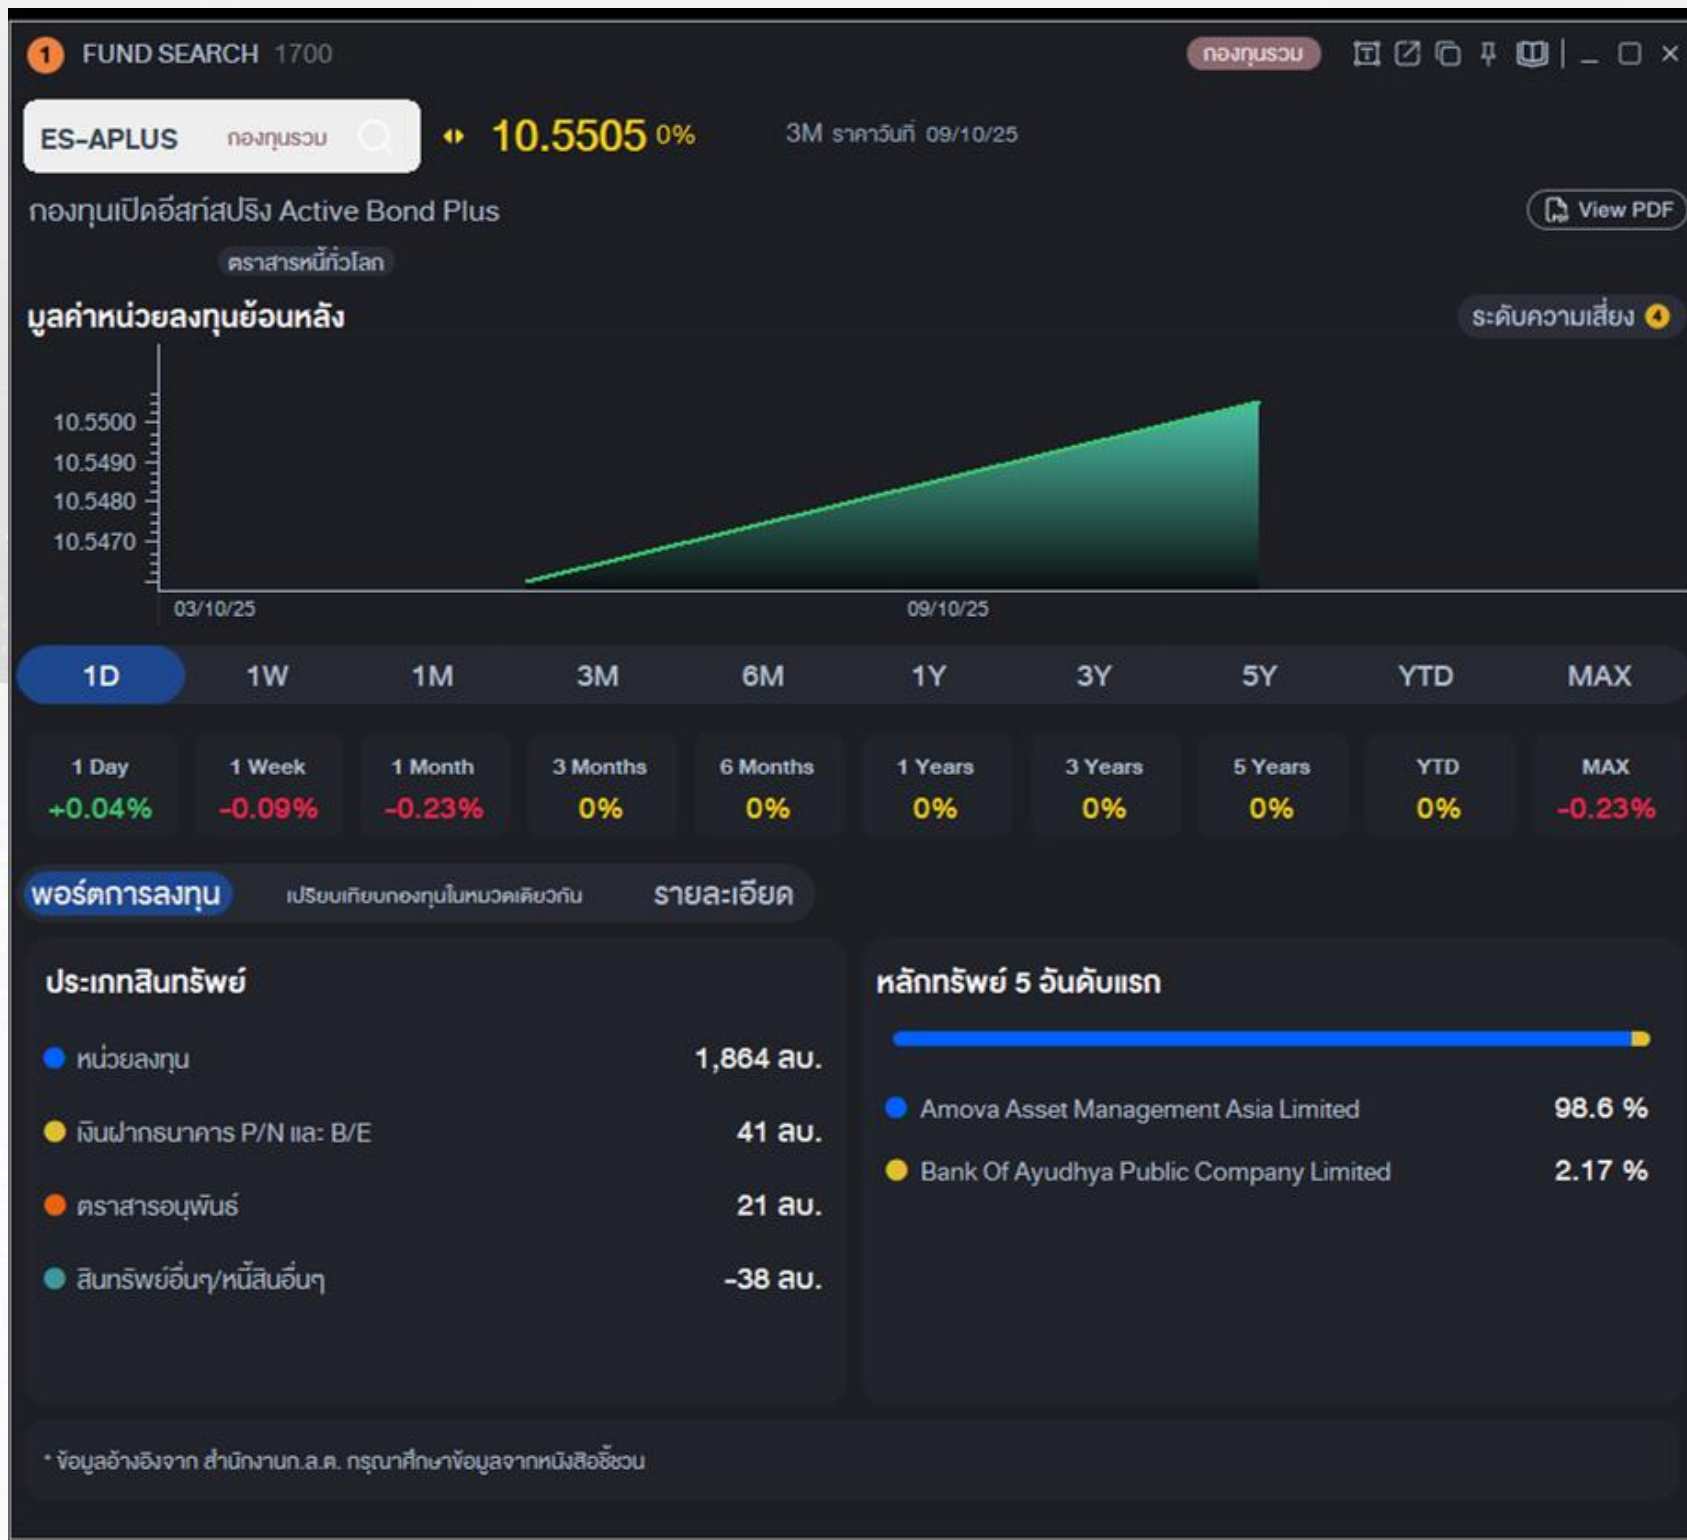 1 FUND SEARCH 1700 กองทุนรวม
ES-APLUS กองทุนรวม 10.5505 0% 3M ราคาวันที่ 09/10/25
กองทุนเปิดอีสท์สปริง Active Bond Plus View PDF
ตราสารหนี้ทั่วโลก
มูลค่าหน่วยลงทุนย้อนหลัง ระดับความเสี่ยง 4
10.5500
10.5490
10.5480
10.5470
03/10/25 09/10/25
1D 1W 1M 3M 6M 1Y 3Y 5Y YTD MAX
1 Day 1 Week 1 Month 3 Months 6 Months 1 Years 3 Years 5 Years YTD MAX
+0.04% -0.09% -0.23% 0% 0% 0% 0% 0% 0% -0.23%
พอร์ตการลงทุน เปรียบเทียบกองทุนในหมวดเดียวกัน รายละเอียด
ประเภทสินทรัพย์
หน่วยลงทุน 1,864 ลบ.
เงินฝากธนาคาร P/N และ B/E 41 ลบ.
ตราสารอนุพันธ์ 21 ลบ.
สินทรัพย์อื่นๆ/หนี้สินอื่นๆ -38 ลบ.
หลักทรัพย์ 5 อันดับแรก
Amova Asset Management Asia Limited 98.6 %
Bank Of Ayudhya Public Company Limited 2.17 %
* ข้อมูลอ้างอิงจาก สำนักงานก.ล.ต. กรุณาศึกษาข้อมูลจากหนังสือชี้ชวน